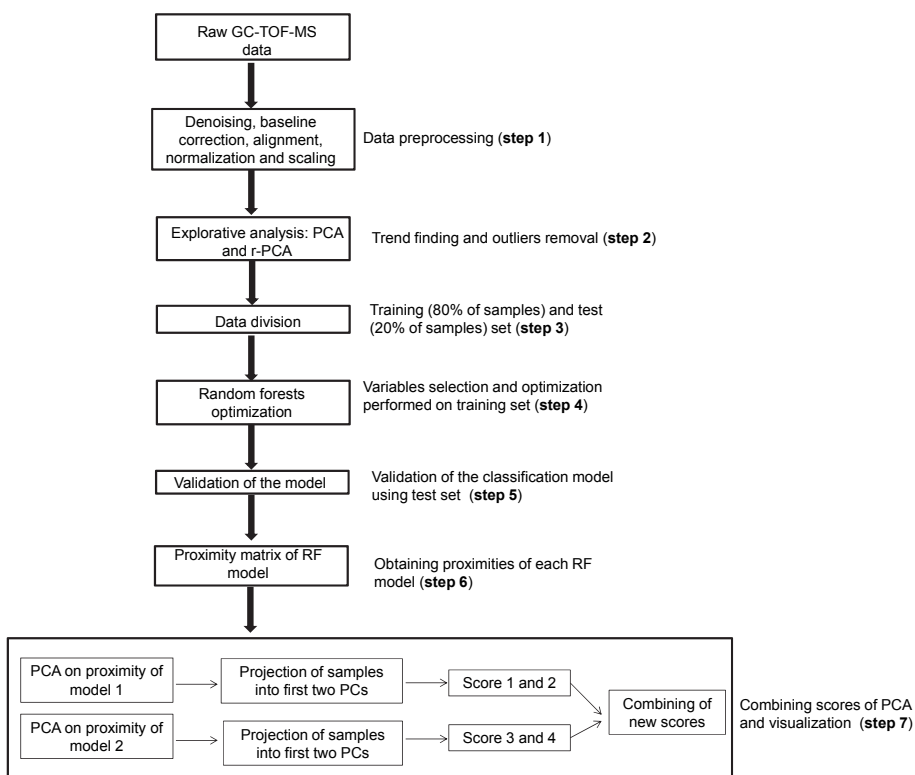 Raw GC-TOF-MS
data
Denoising, baseline
correction, alignment,
normalization and scaling
Data preprocessing (step 1)
Explorative analysis: PCA
and r-PCA
Trend finding and outliers removal (step 2)
Data division
Training (80% of samples) and test
(20% of samples) set (step 3)
Random forests
optimization
Variables selection and optimization
performed on training set (step 4)
Validation of the model
Validation of the classification model
using test set (step 5)
Proximity matrix of RF
model
Obtaining proximities of each RF
model (step 6)
PCA on proximity of
model 1
Projection of samples
into first two PCs
Score 1 and 2
PCA on proximity of
model 2
Projection of samples
into first two PCs
Score 3 and 4
Combining of
new scores
Combining scores of PCA
and visualization (step 7)